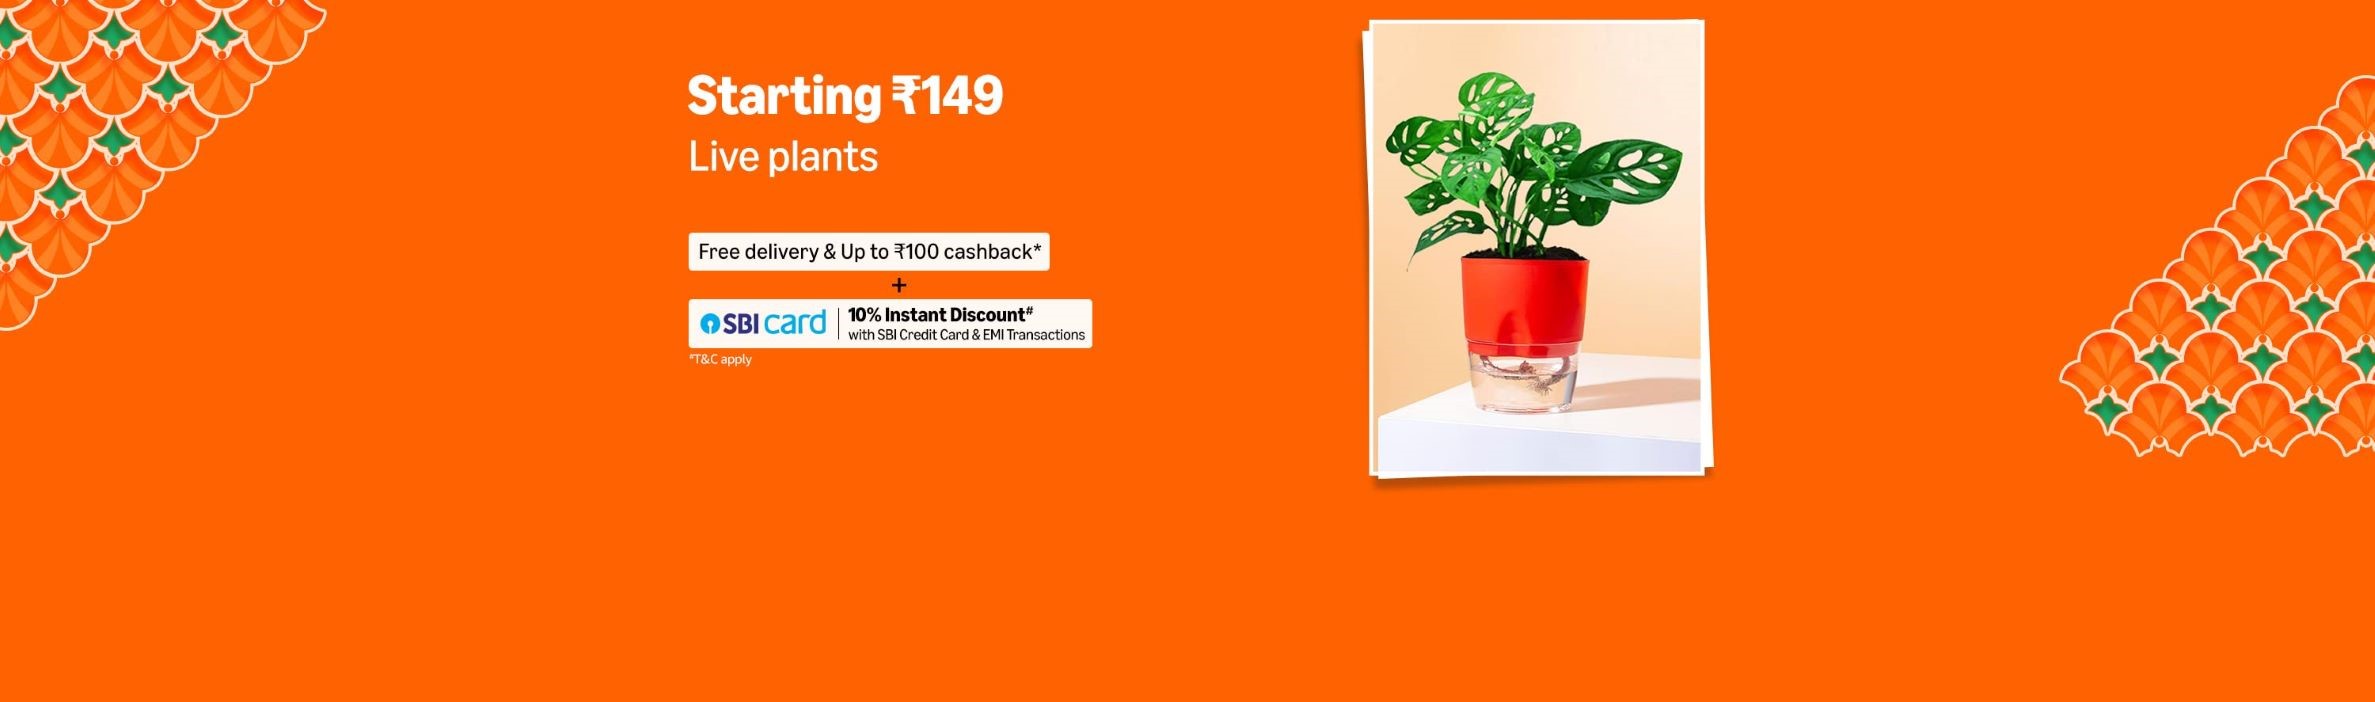 Starting ₹149
Live plants
Free delivery & Up to ₹100 cashback*
+
SBI card
10% Instant Discount#
with SBI Credit Card & EMI Transactions
#T&C apply